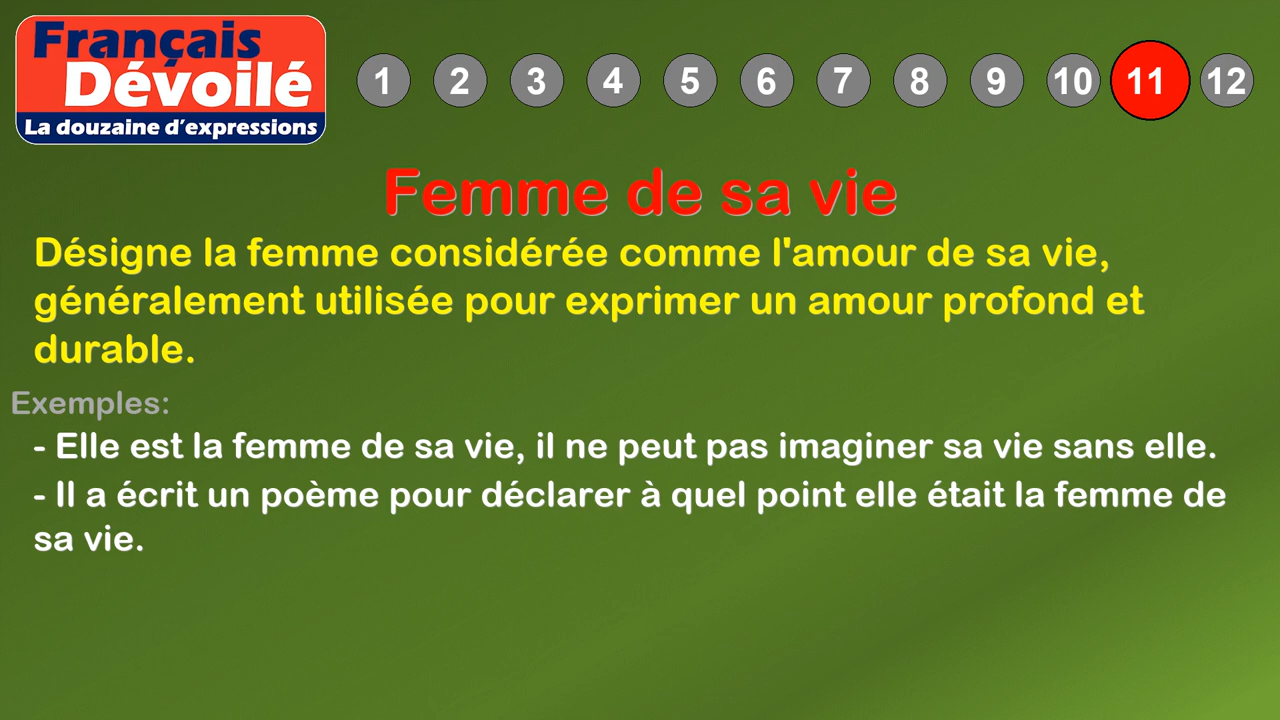 Français
Dévoilé
La douzaine d'expressions
1 2 3 4 5 6 7 8 9 10 11 12
Femme de sa vie
Désigne la femme considérée comme l'amour de sa vie,
généralement utilisée pour exprimer un amour profond et
durable.
Exemples:
- Elle est la femme de sa vie, il ne peut pas imaginer sa vie sans elle.
- Il a écrit un poème pour déclarer à quel point elle était la femme de
sa vie.